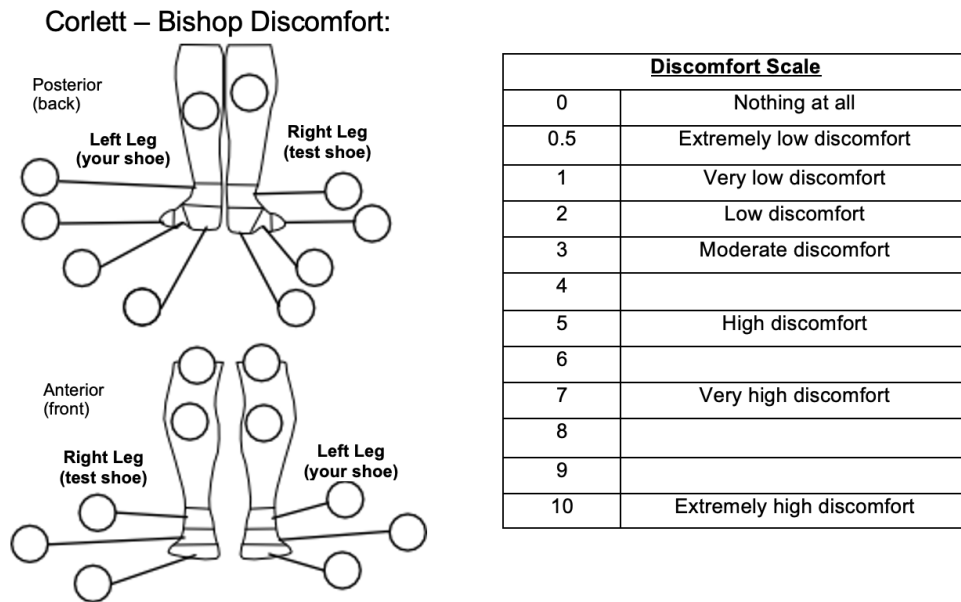 Corlett – Bishop Discomfort:
Posterior
(back)
Left Leg
(your shoe)
Right Leg
(test shoe)
Anterior
(front)
Right Leg
(test shoe)
Left Leg
(your shoe)
Discomfort Scale
0 Nothing at all
0.5 Extremely low discomfort
1 Very low discomfort
2 Low discomfort
3 Moderate discomfort
4
5 High discomfort
6
7 Very high discomfort
8
9
10 Extremely high discomfort